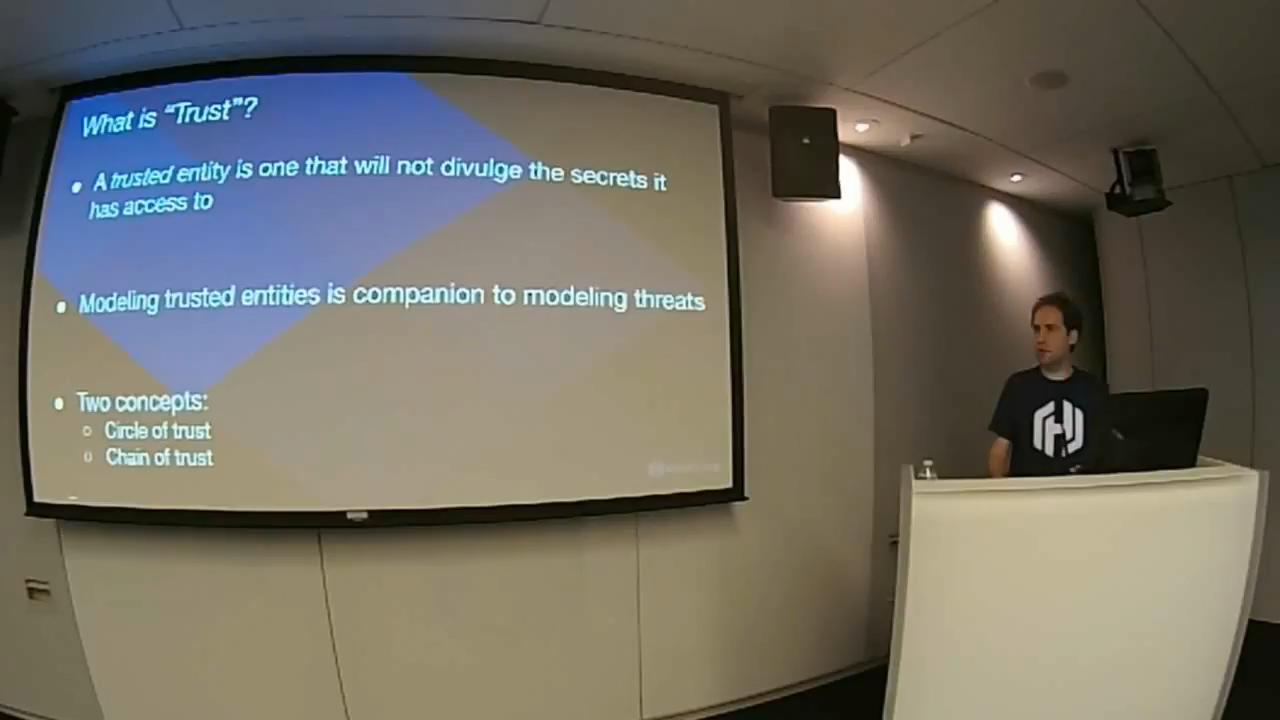 What is “Trust”?
• A trusted entity is one that will not divulge the secrets it
has access to
• Modeling trusted entities is companion to modeling threats
• Two concepts:
○ Circle of trust
○ Chain of trust